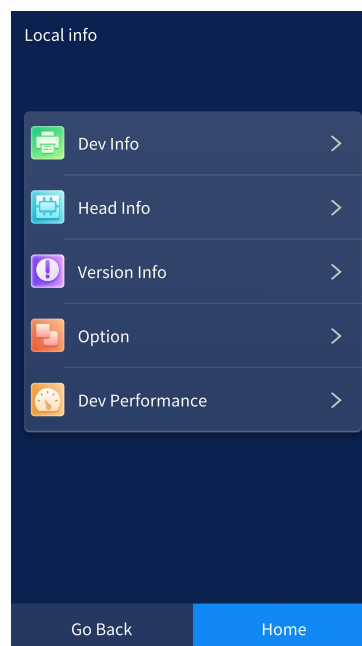 Local info
Dev Info
Head Info
Version Info
Option
Dev Performance
Go Back
Home